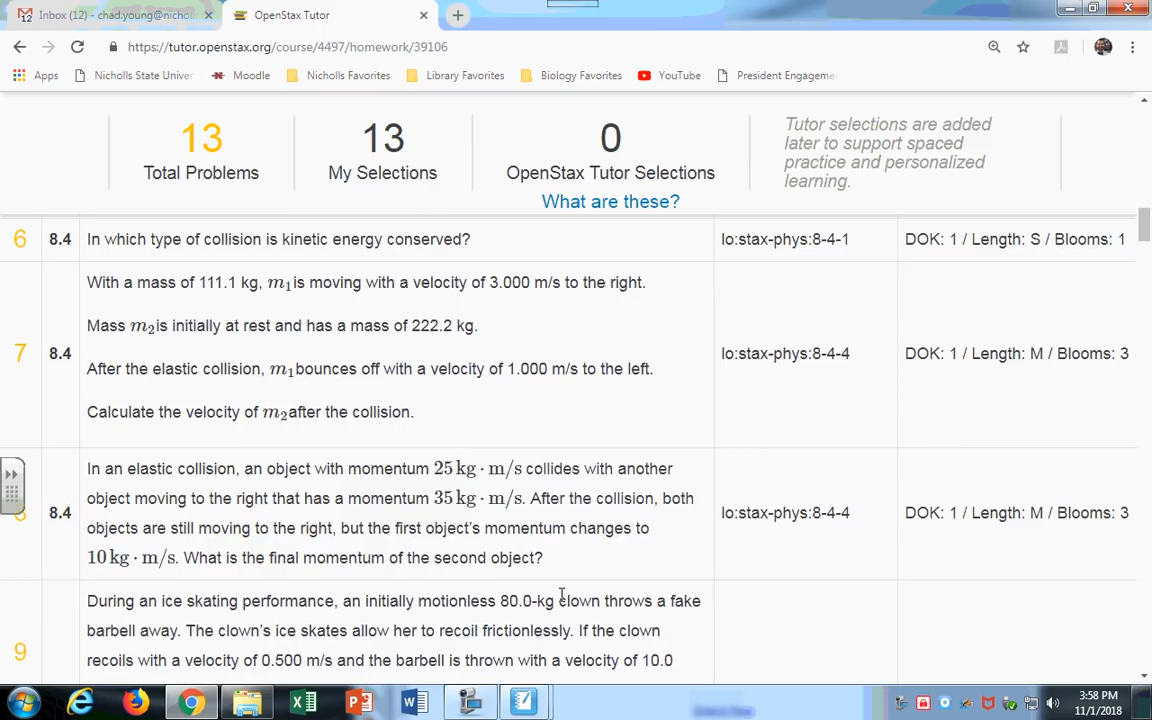 Inbox (12) - chad.young@nichol
OpenStax Tutor
https://tutor.openstax.org/course/4497/homework/39106
Apps Nicholls State Univer Moodle Nicholls Favorites Library Favorites Biology Favorites YouTube President Engageme
13 13 0
Total Problems My Selections OpenStax Tutor Selections
What are these?
Tutor selections are added
later to support spaced
practice and personalized
learning.
6 8.4 In which type of collision is kinetic energy conserved? lo:stax-phys:8-4-1 DOK: 1 / Length: S / Blooms: 1
With a mass of 111.1 kg, m₁ is moving with a velocity of 3.000 m/s to the right.
Mass m₂ is initially at rest and has a mass of 222.2 kg.
7 8.4 lo:stax-phys:8-4-4 DOK: 1 / Length: M / Blooms: 3
After the elastic collision, m₁ bounces off with a velocity of 1.000 m/s to the left.
Calculate the velocity of m₂ after the collision.
In an elastic collision, an object with momentum 25 kg · m/s collides with another
object moving to the right that has a momentum 35 kg · m/s. After the collision, both
8.4 lo:stax-phys:8-4-4 DOK: 1 / Length: M / Blooms: 3
objects are still moving to the right, but the first object's momentum changes to
10 kg · m/s. What is the final momentum of the second object?
During an ice skating performance, an initially motionless 80.0-kg clown throws a fake
barbell away. The clown's ice skates allow her to recoil frictionlessly. If the clown
9 recoils with a velocity of 0.500 m/s and the barbell is thrown with a velocity of 10.0
3:58 PM
11/1/2018